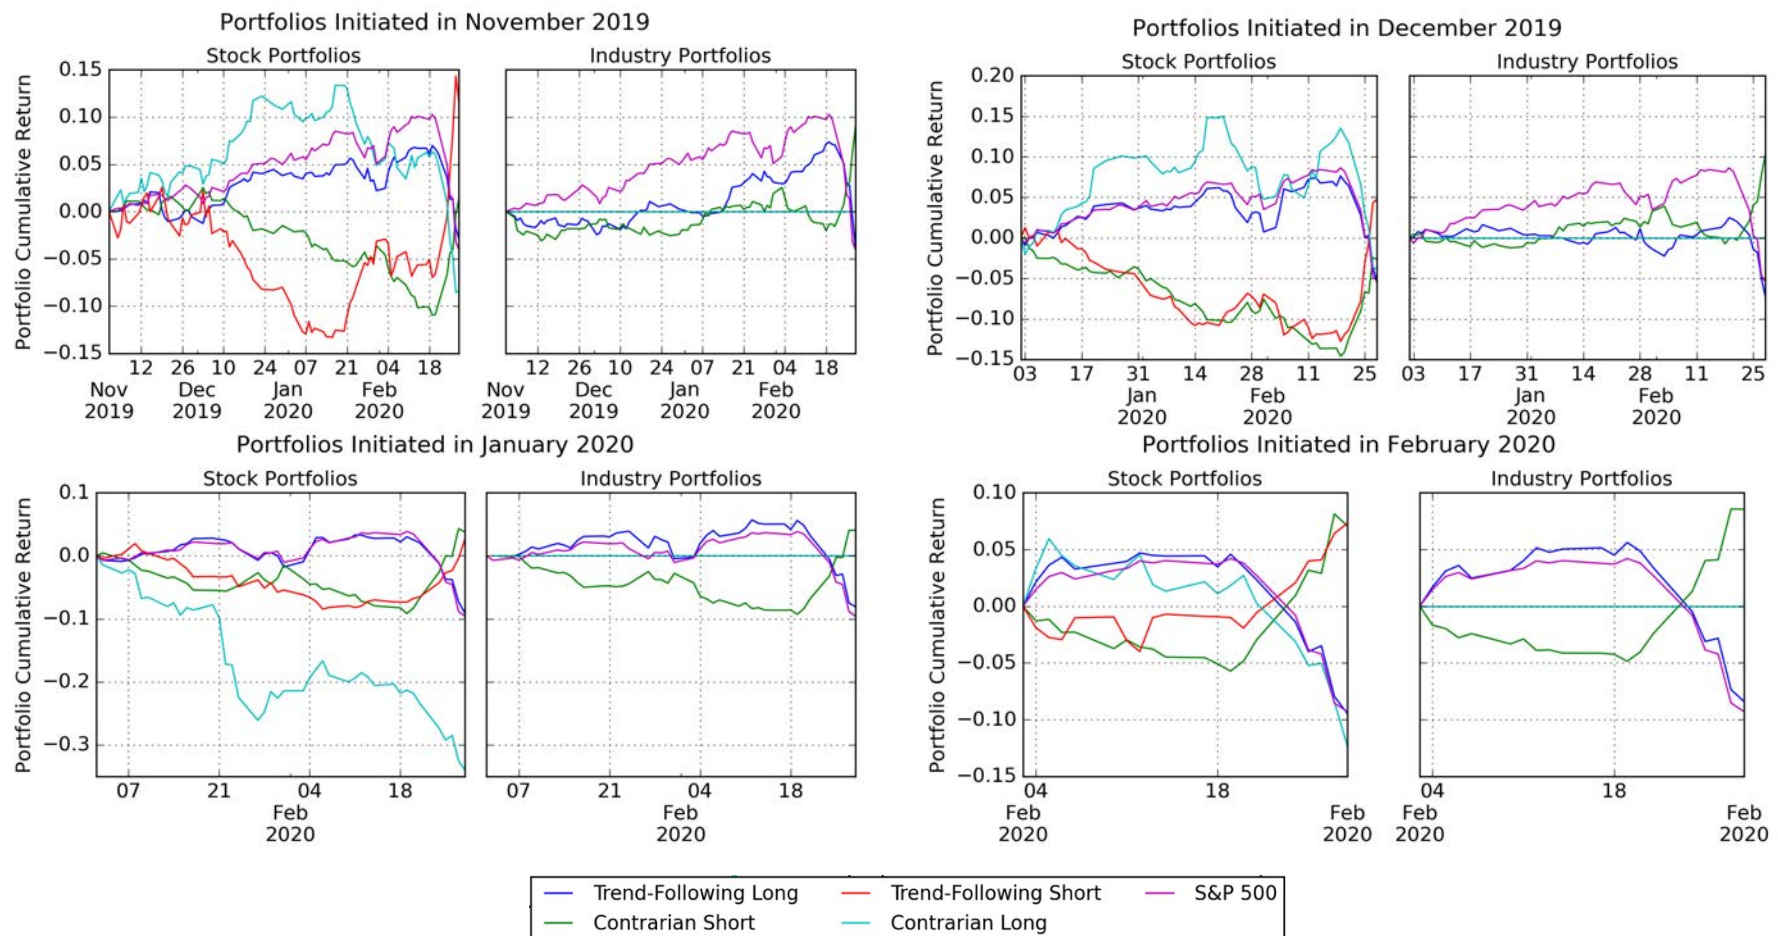 Portfolios Initiated in November 2019
Stock Portfolios
Industry Portfolios
Portfolio Cumulative Return
0.15
0.10
0.05
0.00
−0.05
−0.10
−0.15
12 26 10 24 07 21 04 18
Nov Dec Jan Feb
2019 2019 2020 2020
12 26 10 24 07 21 04 18
Nov Dec Jan Feb
2019 2019 2020 2020
Portfolios Initiated in December 2019
Stock Portfolios
Industry Portfolios
Portfolio Cumulative Return
0.20
0.15
0.10
0.05
0.00
−0.05
−0.10
−0.15
03 17 31 14 28 11 25
Jan Feb
2020 2020
03 17 31 14 28 11 25
Jan Feb
2020 2020
Portfolios Initiated in January 2020
Stock Portfolios
Industry Portfolios
Portfolio Cumulative Return
0.1
0.0
−0.1
−0.2
−0.3
07 21 04 18
Feb
2020
07 21 04 18
Feb
2020
Portfolios Initiated in February 2020
Stock Portfolios
Industry Portfolios
Portfolio Cumulative Return
0.10
0.05
0.00
−0.05
−0.10
−0.15
04 18
Feb Feb
2020 2020
04 18
Feb Feb
2020 2020
Trend-Following Long Trend-Following Short S&P 500
Contrarian Short Contrarian Long